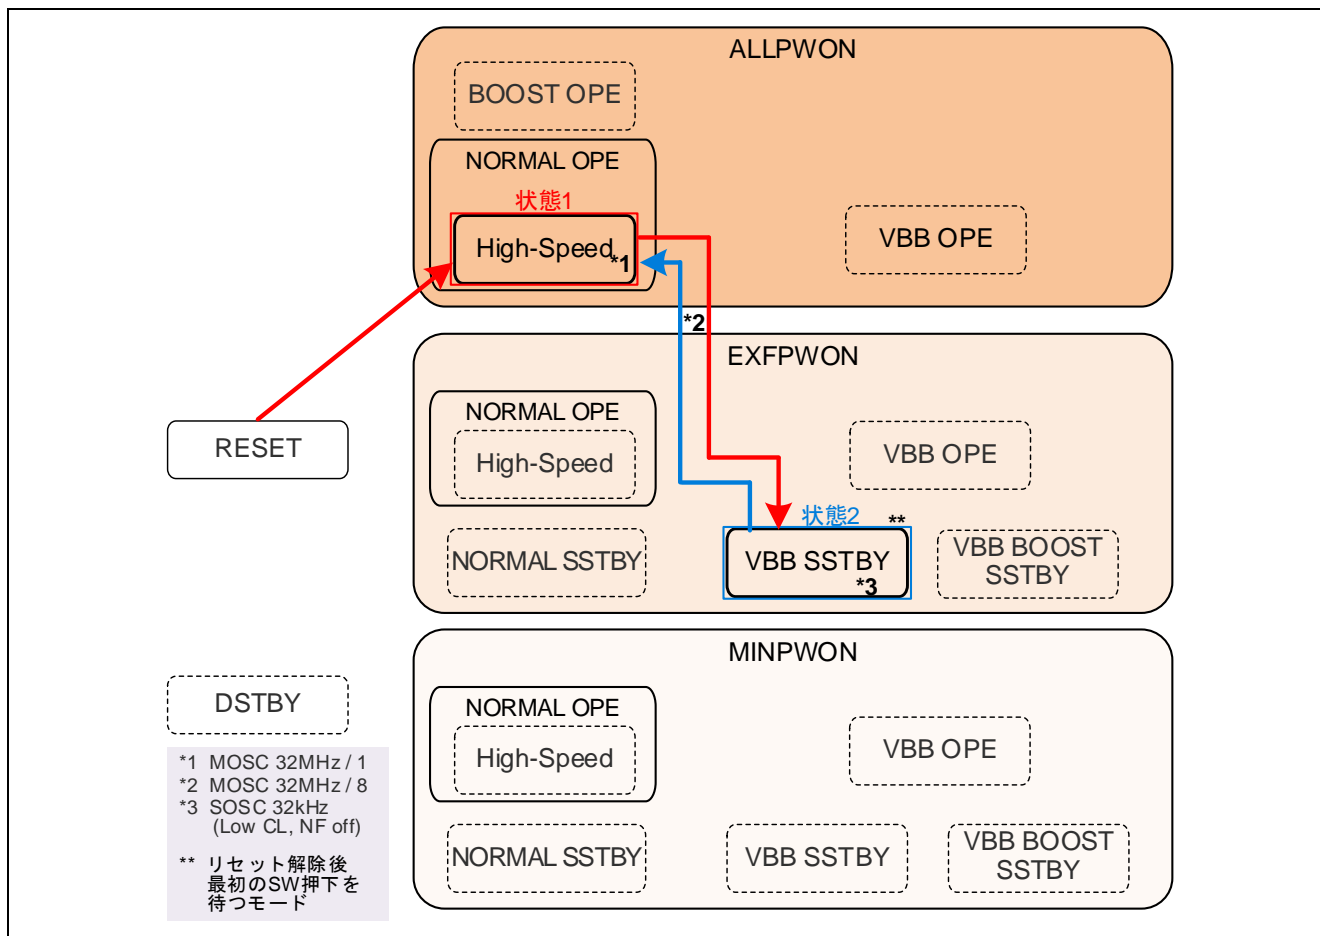 ALLPWON
BOOST OPE
NORMAL OPE
状態1
High-Speed
*1
VBB OPE
*2
EXFPWON
NORMAL OPE
High-Speed
VBB OPE
RESET
状態2
**
NORMAL SSTBY
VBB SSTBY
*3
VBB BOOST
SSTBY
MINPWON
DSTBY
NORMAL OPE
High-Speed
VBB OPE
NORMAL SSTBY
VBB SSTBY
VBB BOOST
SSTBY
*1 MOSC 32MHz / 1
*2 MOSC 32MHz / 8
*3 SOSC 32kHz
(Low CL, NF off)
** リセット解除後
最初のSW押下を
待つモード